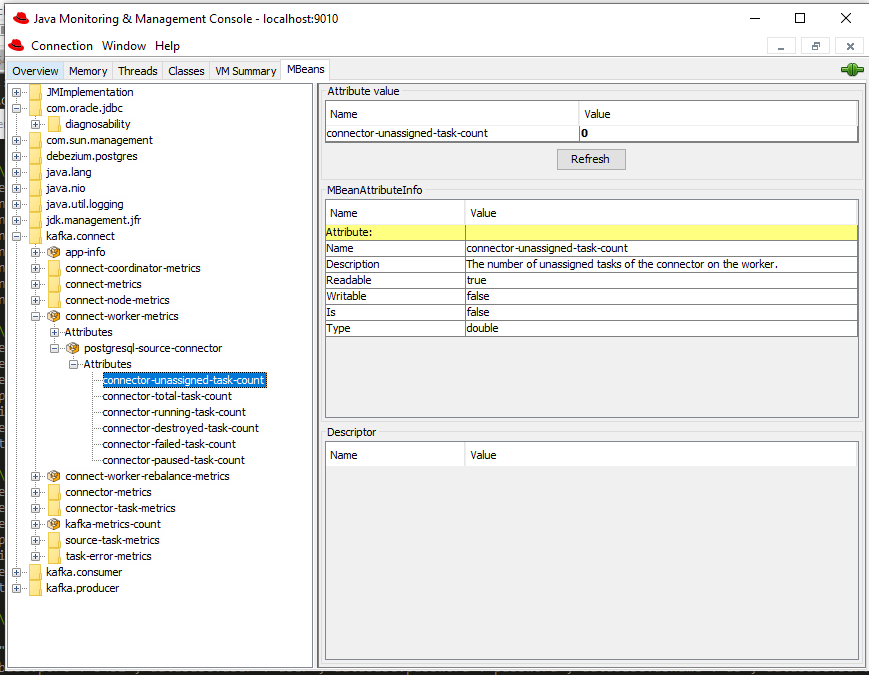 Java Monitoring & Management Console - localhost:9010
Connection Window Help
Overview Memory Threads Classes VM Summary MBeans
JMImplementation
com.oracle.jdbc
diagnosability
com.sun.management
debezium.postgres
java.lang
java.nio
java.util.logging
jdk.management.jfr
kafka.connect
app-info
connect-coordinator-metrics
connect-metrics
connect-node-metrics
connect-worker-metrics
Attributes
postgresql-source-connector
Attributes
connector-unassigned-task-count
connector-total-task-count
connector-running-task-count
connector-destroyed-task-count
connector-failed-task-count
connector-paused-task-count
connect-worker-rebalance-metrics
connector-metrics
connector-task-metrics
kafka-metrics-count
source-task-metrics
task-error-metrics
kafka.consumer
kafka.producer
Attribute value
Name Value
connector-unassigned-task-count 0
Refresh
MBeanAttributeInfo
Name Value
Attribute:
Name connector-unassigned-task-count
Description The number of unassigned tasks of the connector on the worker.
Readable true
Writable false
Is false
Type double
Descriptor
Name Value